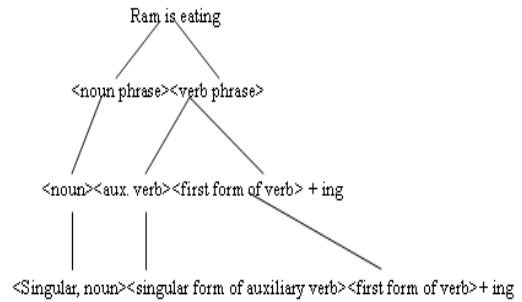 Ram is eating
<noun phrase><verb phrase>
<noun><aux. verb><first form of verb> + ing
<Singular, noun><singular form of auxiliary verb><first form of verb>+ ing